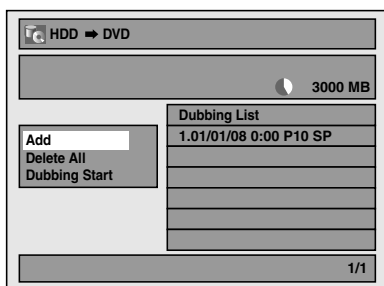 HDD ➡ DVD
3000 MB
Dubbing List
1.01/01/08 0:00 P10 SP
Add
Delete All
Dubbing Start
1/1